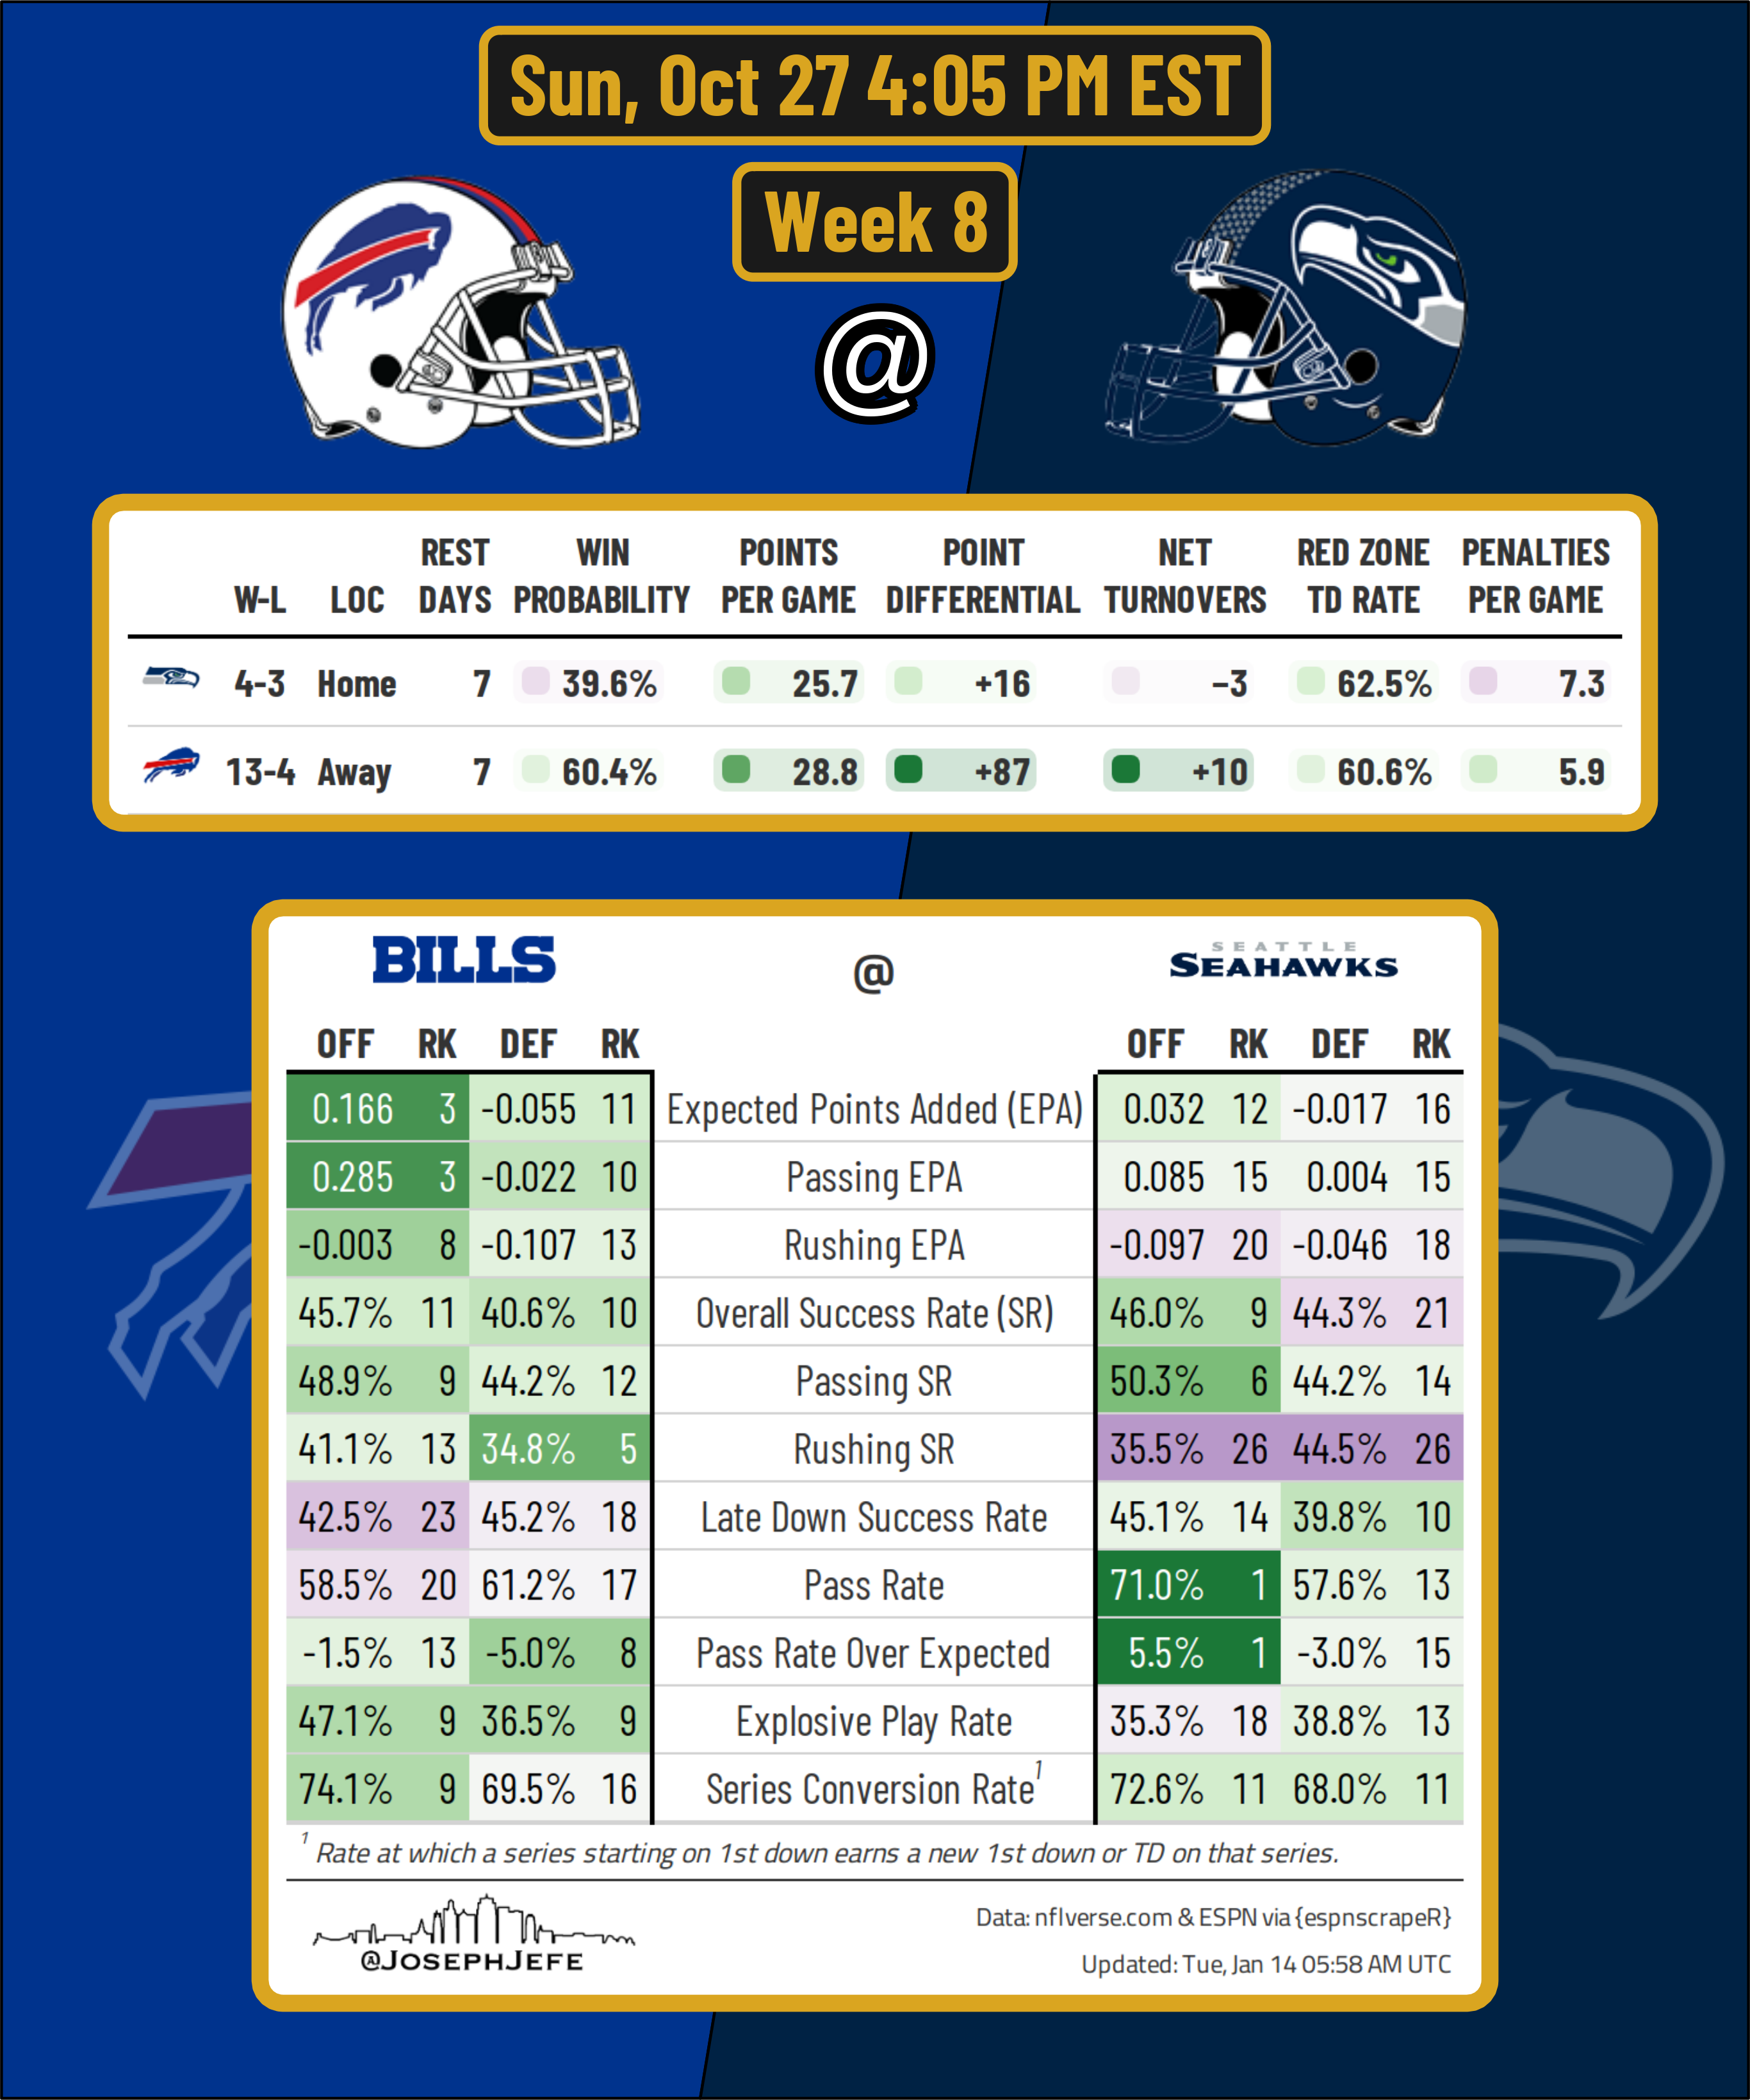 Sun, Oct 27 4:05 PM EST
Week 8
@
W-L LOC REST DAYS WIN PROBABILITY POINTS PER GAME POINT DIFFERENTIAL NET TURNOVERS RED ZONE TD RATE PENALTIES PER GAME
4-3 Home 7 39.6% 25.7 +16 −3 62.5% 7.3
13-4 Away 7 60.4% 28.8 +87 +10 60.6% 5.9
BILLS @ SEATTLE SEAHAWKS
OFF RK DEF RK OFF RK DEF RK
0.166 3 -0.055 11 Expected Points Added (EPA) 0.032 12 -0.017 16
0.285 3 -0.022 10 Passing EPA 0.085 15 0.004 15
-0.003 8 -0.107 13 Rushing EPA -0.097 20 -0.046 18
45.7% 11 40.6% 10 Overall Success Rate (SR) 46.0% 9 44.3% 21
48.9% 9 44.2% 12 Passing SR 50.3% 6 44.2% 14
41.1% 13 34.8% 5 Rushing SR 35.5% 26 44.5% 26
42.5% 23 45.2% 18 Late Down Success Rate 45.1% 14 39.8% 10
58.5% 20 61.2% 17 Pass Rate 71.0% 1 57.6% 13
-1.5% 13 -5.0% 8 Pass Rate Over Expected 5.5% 1 -3.0% 15
47.1% 9 36.5% 9 Explosive Play Rate 35.3% 18 38.8% 13
74.1% 9 69.5% 16 Series Conversion Rate¹ 72.6% 11 68.0% 11
¹ Rate at which a series starting on 1st down earns a new 1st down or TD on that series.
@JOSEPHJEFE
Data: nflverse.com & ESPN via {espnscrapeR}
Updated: Tue, Jan 14 05:58 AM UTC